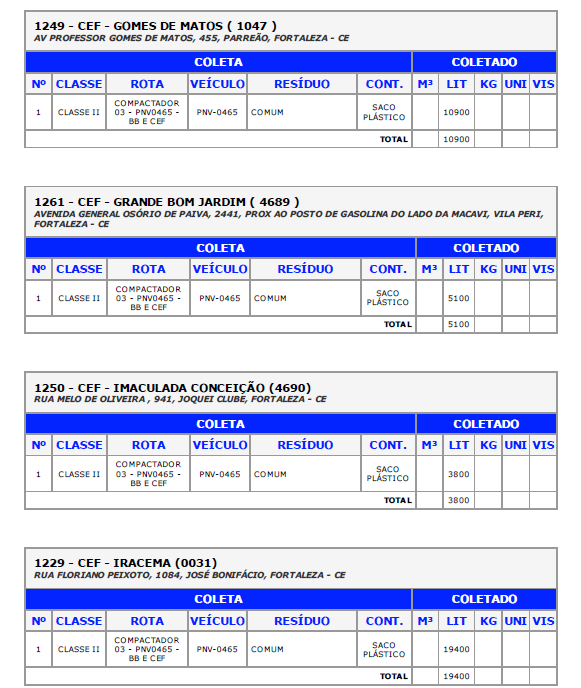 1249 - CEF - GOMES DE MATOS ( 1047 )
AV PROFESSOR GOMES DE MATOS, 455, PARREÃO, FORTALEZA - CE
COLETA COLETADO
Nº CLASSE ROTA VEÍCULO RESÍDUO CONT. M³ LIT KG UNI VIS
1 CLASSE II COMPACTADOR 03 - PNV0465 - BB E CEF PNV-0465 COMUM SACO PLÁSTICO 10900
TOTAL 10900
1261 - CEF - GRANDE BOM JARDIM ( 4689 )
AVENIDA GENERAL OSÓRIO DE PAIVA, 2441, PROX AO POSTO DE GASOLINA DO LADO DA MACAVI, VILA PERI,
FORTALEZA - CE
COLETA COLETADO
Nº CLASSE ROTA VEÍCULO RESÍDUO CONT. M³ LIT KG UNI VIS
1 CLASSE II COMPACTADOR 03 - PNV0465 - BB E CEF PNV-0465 COMUM SACO PLÁSTICO 5100
TOTAL 5100
1250 - CEF - IMACULADA CONCEIÇÃO (4690)
RUA MELO DE OLIVEIRA , 941, JOQUEI CLUBE, FORTALEZA - CE
COLETA COLETADO
Nº CLASSE ROTA VEÍCULO RESÍDUO CONT. M³ LIT KG UNI VIS
1 CLASSE II COMPACTADOR 03 - PNV0465 - BB E CEF PNV-0465 COMUM SACO PLÁSTICO 3800
TOTAL 3800
1229 - CEF - IRACEMA (0031)
RUA FLORIANO PEIXOTO, 1084, JOSÉ BONIFÁCIO, FORTALEZA - CE
COLETA COLETADO
Nº CLASSE ROTA VEÍCULO RESÍDUO CONT. M³ LIT KG UNI VIS
1 CLASSE II COMPACTADOR 03 - PNV0465 - BB E CEF PNV-0465 COMUM SACO PLÁSTICO 19400
TOTAL 19400